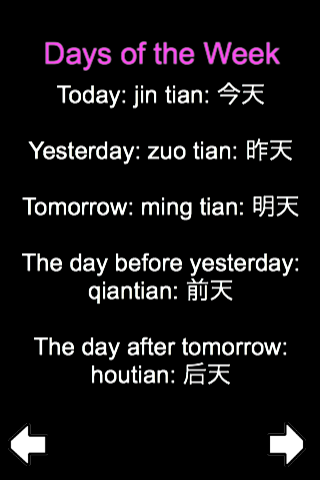 Days of the Week
Today: jin tian: 今天
Yesterday: zuo tian: 昨天
Tomorrow: ming tian: 明天
The day before yesterday:
qiantian: 前天
The day after tomorrow:
houtian: 后天